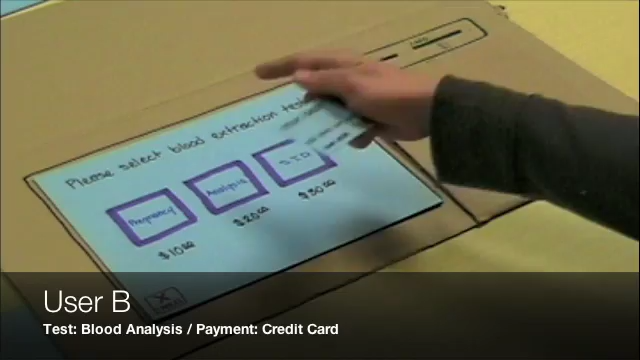 Please select blood extraction test
Pregnancy
Analysis
S.T.D
$10.00
$20.00
$30.00
X
User B
Test: Blood Analysis / Payment: Credit Card